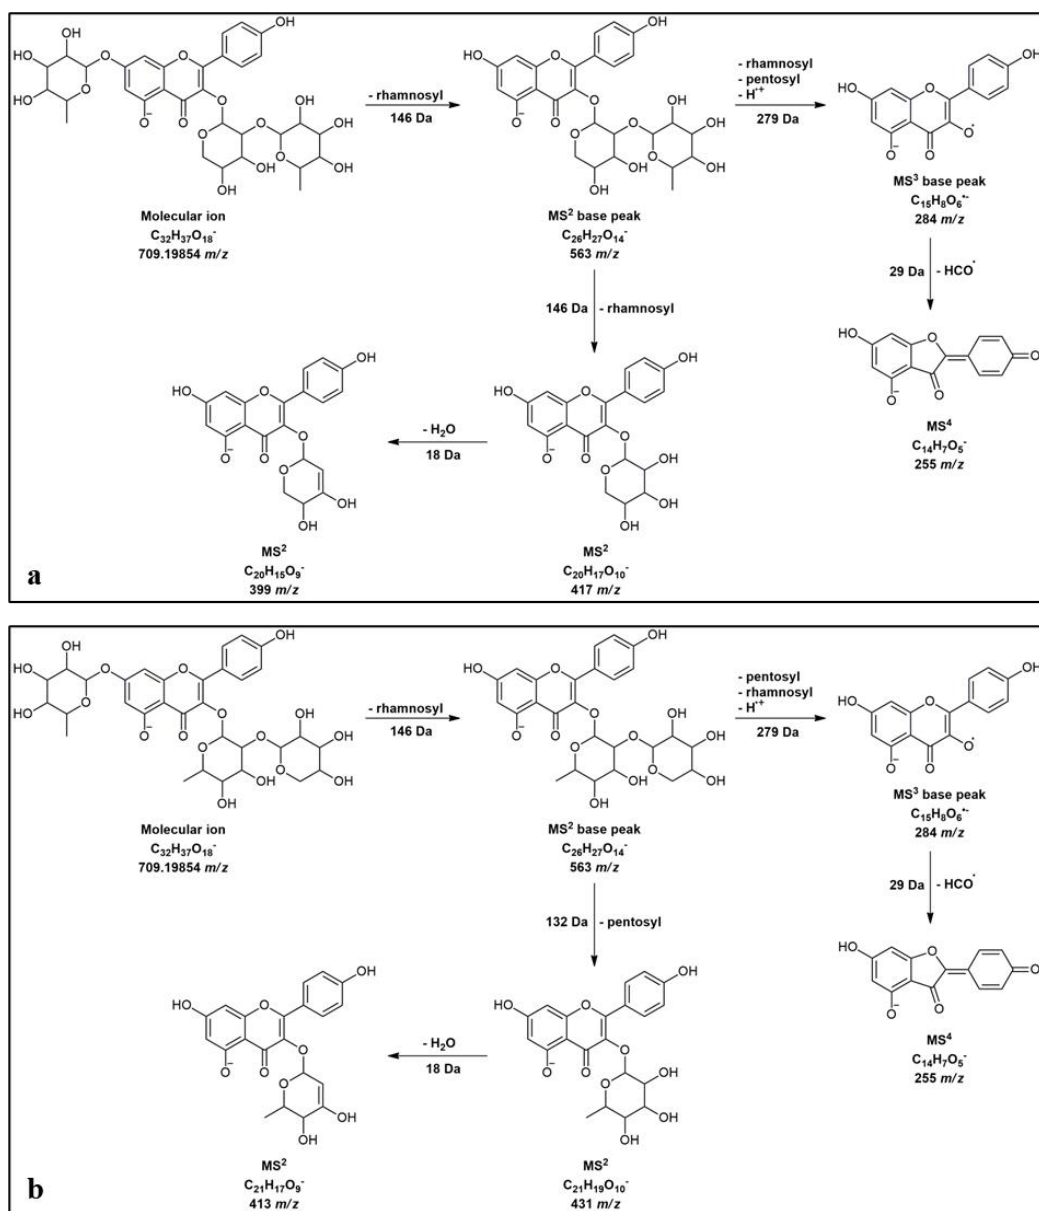 - rhamnosyl
146 Da
- rhamnosyl
- pentosyl
- H•+
279 Da
Molecular ion
C32H37O18-
709.19854 m/z
MS2 base peak
C26H27O14-
563 m/z
MS3 base peak
C15H8O6•-
284 m/z
29 Da - HCO•
146 Da - rhamnosyl
- H2O
18 Da
MS4
C14H7O5-
255 m/z
MS2
C20H15O9-
399 m/z
MS2
C20H17O10-
417 m/z
a
- rhamnosyl
146 Da
- pentosyl
- rhamnosyl
- H•+
279 Da
Molecular ion
C32H37O18-
709.19854 m/z
MS2 base peak
C26H27O14-
563 m/z
MS3 base peak
C15H8O6•-
284 m/z
29 Da - HCO•
132 Da - pentosyl
- H2O
18 Da
MS4
C14H7O5-
255 m/z
MS2
C21H17O9-
413 m/z
MS2
C21H19O10-
431 m/z
b